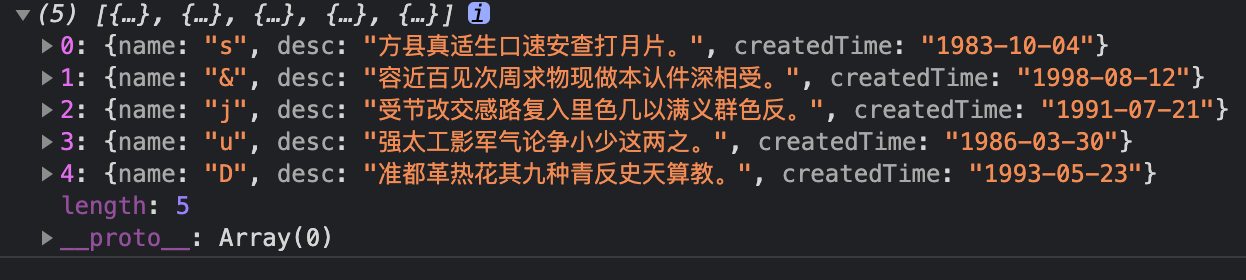 (5) [{…}, {…}, {…}, {…}, {…}] i
0: {name: "s", desc: "方县真适生口速安查打月片。", createdTime: "1983-10-04"}
1: {name: "&", desc: "容近百见次周求物现做本认件深相受。", createdTime: "1998-08-12"}
2: {name: "j", desc: "受节改交感路复入里色几以满义群色反。", createdTime: "1991-07-21"}
3: {name: "u", desc: "强太工影军气论争小少这两之。", createdTime: "1986-03-30"}
4: {name: "D", desc: "准都革热花其九种青反史天算教。", createdTime: "1993-05-23"}
length: 5
__proto__: Array(0)